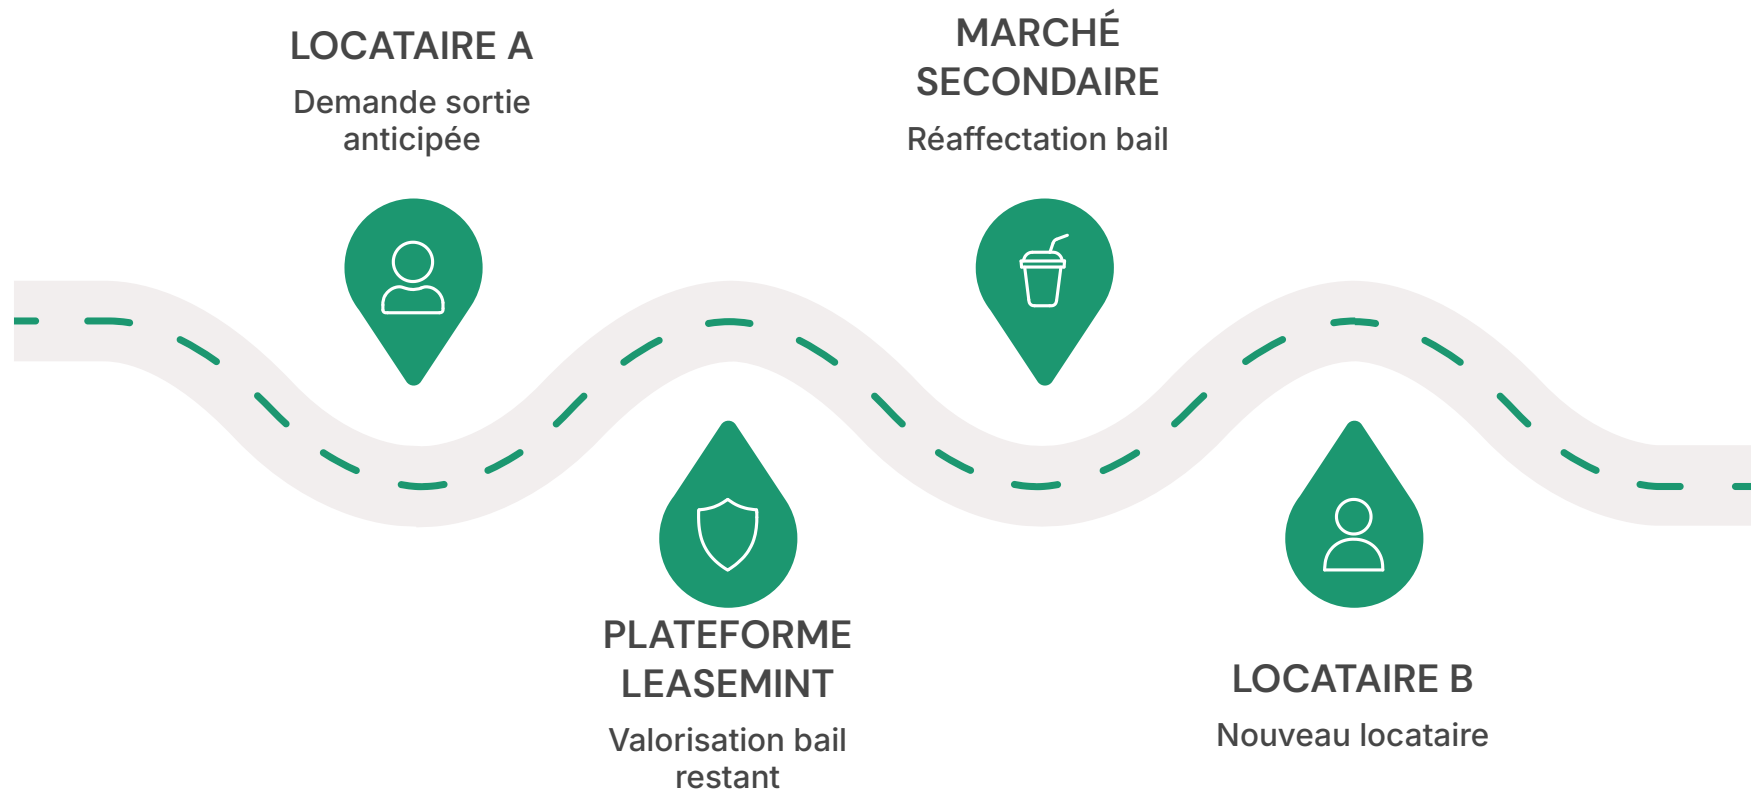 LOCATAIRE A
Demande sortie
anticipée
PLATEFORME
LEASEMINT
Valorisation bail
restant
MARCHÉ
SECONDAIRE
Réaffectation bail
LOCATAIRE B
Nouveau locataire